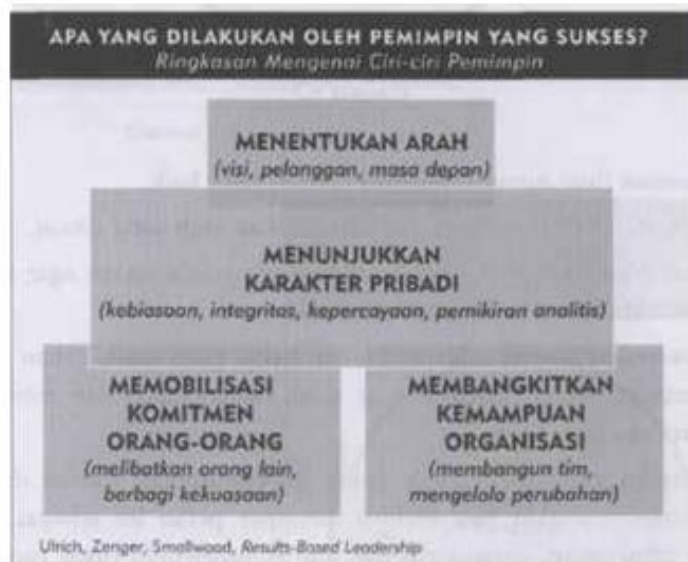 APA YANG DILAKUKAN OLEH PEMIMPIN YANG SUKSES?
Ringkasan Mengenai Ciri-ciri Pemimpin
MENENTUKAN ARAH
(visi, pelanggan, masa depan)
MENUNJUKKAN
KARAKTER PRIBADI
(kebiasaan, integritas, kepercayaan, pemikiran analitis)
MEMOBILISASI
KOMITMEN
ORANG-ORANG
(melibatkan orang lain,
berbagi kekuasaan)
MEMBANGKITKAN
KEMAMPUAN
ORGANISASI
(membangun tim,
mengelola perubahan)
Ulrich, Zenger, Smallwood, Results-Based Leadership